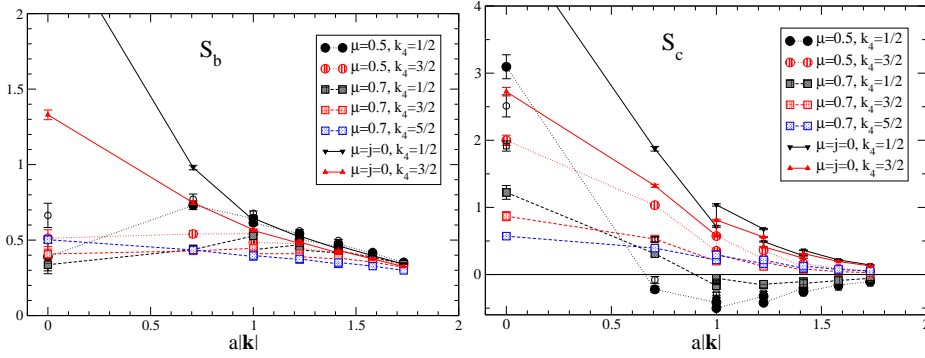 S_b
μ=0.5, k_4=1/2
μ=0.5, k_4=3/2
μ=0.7, k_4=1/2
μ=0.7, k_4=3/2
μ=0.7, k_4=5/2
μ=j=0, k_4=1/2
μ=j=0, k_4=3/2
2
1.5
1
0.5
0
0 0.5 1 1.5 2
a|k|
S_c
μ=0.5, k_4=1/2
μ=0.5, k_4=3/2
μ=0.7, k_4=1/2
μ=0.7, k_4=3/2
μ=0.7, k_4=5/2
μ=j=0, k_4=1/2
μ=j=0, k_4=3/2
4
3
2
1
0
0 0.5 1 1.5 2
a|k|